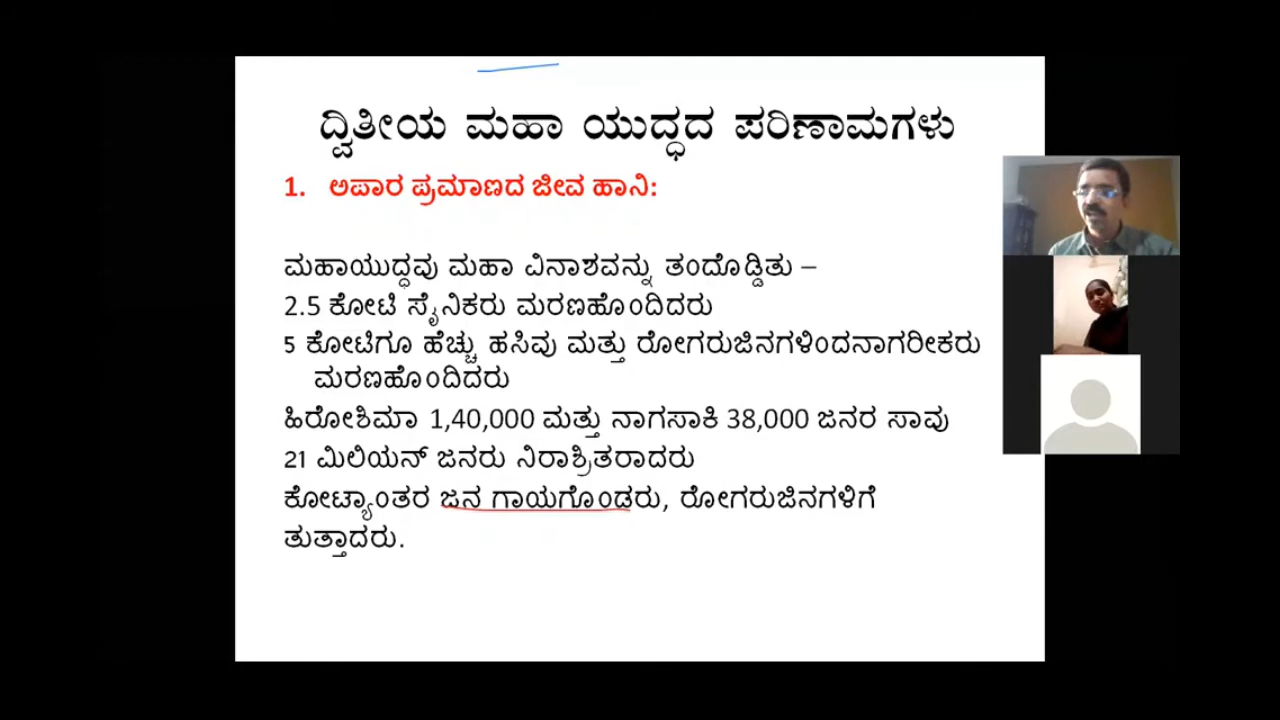 ದ್ವಿತೀಯ ಮಹಾ ಯುದ್ಧದ ಪರಿಣಾಮಗಳು
1. ಅಪಾರ ಪ್ರಮಾಣದ ಜೀವ ಹಾನಿ:
ಮಹಾಯುದ್ಧವು ಮಹಾ ವಿನಾಶವನ್ನು ತಂದೊಡ್ಡಿತು –
2.5 ಕೋಟಿ ಸೈನಿಕರು ಮರಣಹೊಂದಿದರು
5 ಕೋಟಿಗೂ ಹೆಚ್ಚು ಹಸಿವು ಮತ್ತು ರೋಗರುಜಿನಗಳಿಂದನಾಗರೀಕರು
ಮರಣಹೊಂದಿದರು
ಹಿರೋಶಿಮಾ 1,40,000 ಮತ್ತು ನಾಗಸಾಕಿ 38,000 ಜನರ ಸಾವು
21 ಮಿಲಿಯನ್ ಜನರು ನಿರಾಶ್ರಿತರಾದರು
ಕೋಟ್ಯಾಂತರ ಜನ ಗಾಯಗೊಂಡರು, ರೋಗರುಜಿನಗಳಿಗೆ
ತುತ್ತಾದರು.